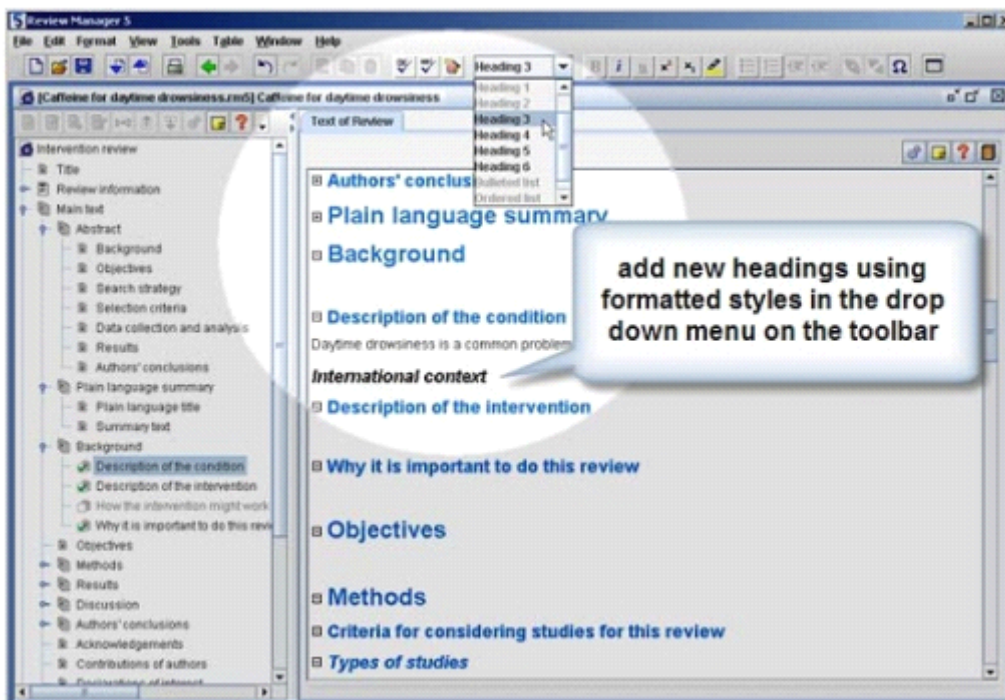 Review Manager 5
File Edit Format View Tools Table Window Help
Heading 3
[Caffeine for daytime drowsiness.rm5] Caffeine for daytime drowsiness
Heading 1
Heading 2
Heading 3
Heading 4
Heading 5
Heading 6
Bulleted list
Ordered list
Intervention review
Title
Review information
Main text
Abstract
Background
Objectives
Search strategy
Selection criteria
Data collection and analysis
Results
Authors' conclusions
Plain language summary
Plain language title
Summary text
Background
Description of the condition
Description of the intervention
How the intervention might work
Why it is important to do this revie
Objectives
Methods
Results
Discussion
Authors' conclusions
Acknowledgements
Contributions of authors
Declarations of interest
Text of Review
Authors' conclus
Plain language summary
Background
Description of the condition
Daytime drowsiness is a common problem
International context
Description of the intervention
Why it is important to do this review
Objectives
Methods
Criteria for considering studies for this review
Types of studies
add new headings using
formatted styles in the drop
down menu on the toolbar